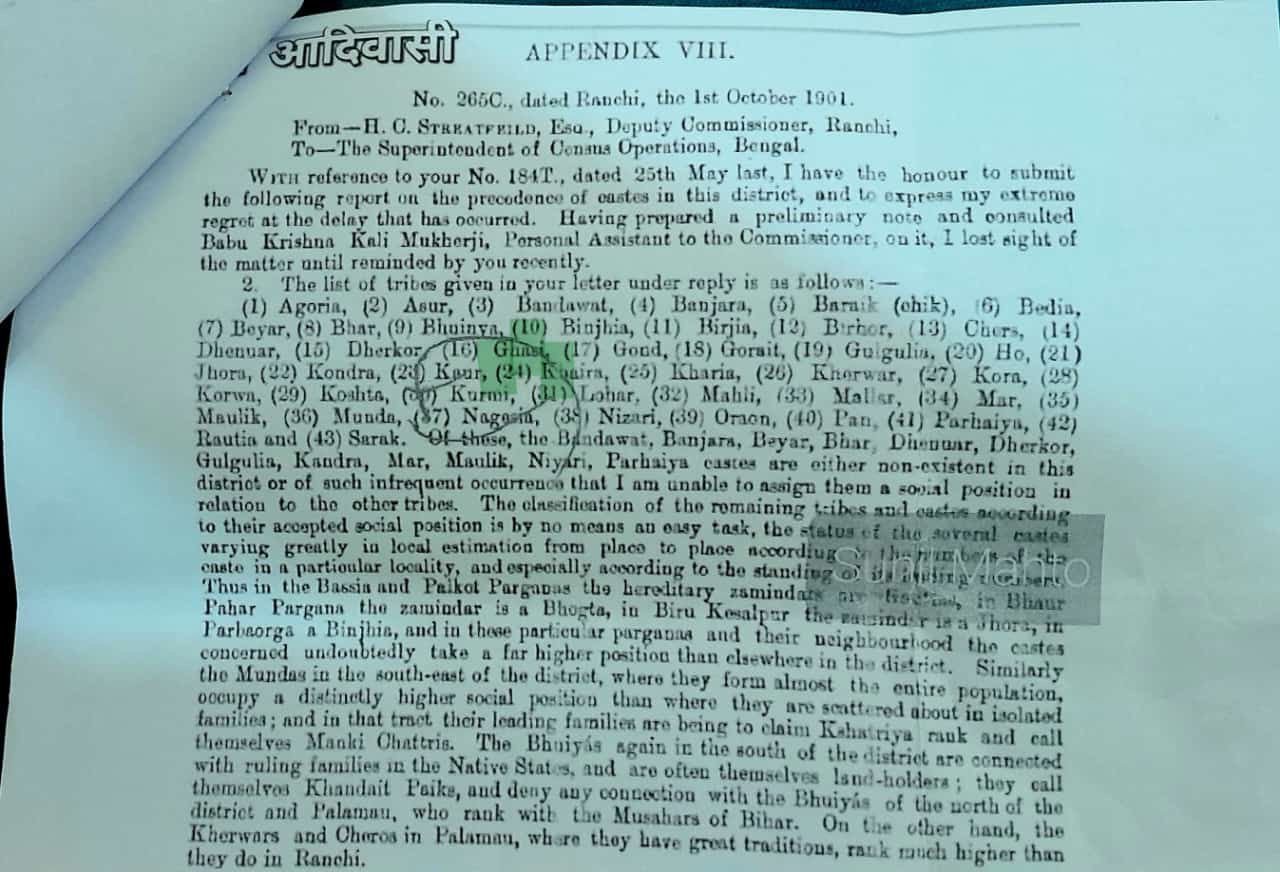 आदिवासी
APPENDIX VIII.
No. 265C., dated Ranchi, the 1st October 1901.
From—H. C. STREATFEILD, Esq., Deputy Commissioner, Ranchi,
To—The Superintendent of Census Operations, Bengal.
WITH reference to your No. 184T., dated 25th May last, I have the honour to submit
the following report on the precedence of castes in this district, and to express my extreme
regret at the delay that has occurred. Having prepared a preliminary note and consulted
Babu Krishna Kali Mukherji, Personal Assistant to the Commissioner, on it, I lost sight of
the matter until reminded by you recently.
2. The list of tribes given in your letter under reply is as follows:—
(1) Agoria, (2) Asur, (3) Bandawat, (4) Banjara, (5) Baraik (chik), (6) Bedia,
(7) Beyar, (8) Bhar, (9) Bhuinya, (10) Binjhia, (11) Birjia, (12) Birhor, (13) Chers, (14)
Dhenuar, (15) Dherkor, (16) Ghasi, (17) Gond, (18) Gorait, (19) Gulgulia, (20) Ho, (21)
Jhora, (22) Kondra, (23) Kaur, (24) Khaira, (25) Kharia, (26) Kherwar, (27) Kora, (28)
Korwa, (29) Koshta, (30) Kurmi, (31) Lohar, (32) Mahli, (33) Mallar, (34) Mar, (35)
Maulik, (36) Munda, (37) Nagesia, (38) Nizari, (39) Oraon, (40) Pan, (41) Parhaiya, (42)
Rautia and (43) Sarak. Of these, the Bandawat, Banjara, Beyar, Bhar, Dhenuar, Dherkor,
Gulgulia, Kandra, Mar, Maulik, Niyari, Parhaiya castes are either non-existent in this
district or of such infrequent occurrence that I am unable to assign them a social position in
relation to the other tribes. The classification of the remaining tribes and castes according
to their accepted social position is by no means an easy task, the status of the several castes
varying greatly in local estimation from place to place according to the numbers of the
caste in a particular locality, and especially according to the standing of its leading members.
Sunil Mahto
Thus in the Bassia and Palkot Parganas the hereditary zamindars are in Bhaur
Pahar Pargana the zamindar is a Bhogta, in Biru Kesalpur the zamindar is a Jhora, in
Parbaorga a Binjhia, and in these particular parganas and their neighbourhood the castes
concerned undoubtedly take a far higher position than elsewhere in the district. Similarly
the Mundas in the south-east of the district, where they form almost the entire population,
occupy a distinctly higher social position than where they are scattered about in isolated
families; and in that tract their leading families are being to claim Kshatriya rank and call
themselves Manki Chattris. The Bhuiyás again in the south of the district are connected
with ruling families in the Native States, and are often themselves land-holders; they call
themselves Khandait Paiks, and deny any connection with the Bhuiyás of the north of the
district and Palamau, who rank with the Musahars of Bihar. On the other hand, the
Kherwars and Cheros in Palamau, where they have great traditions, rank much higher than
they do in Ranchi.